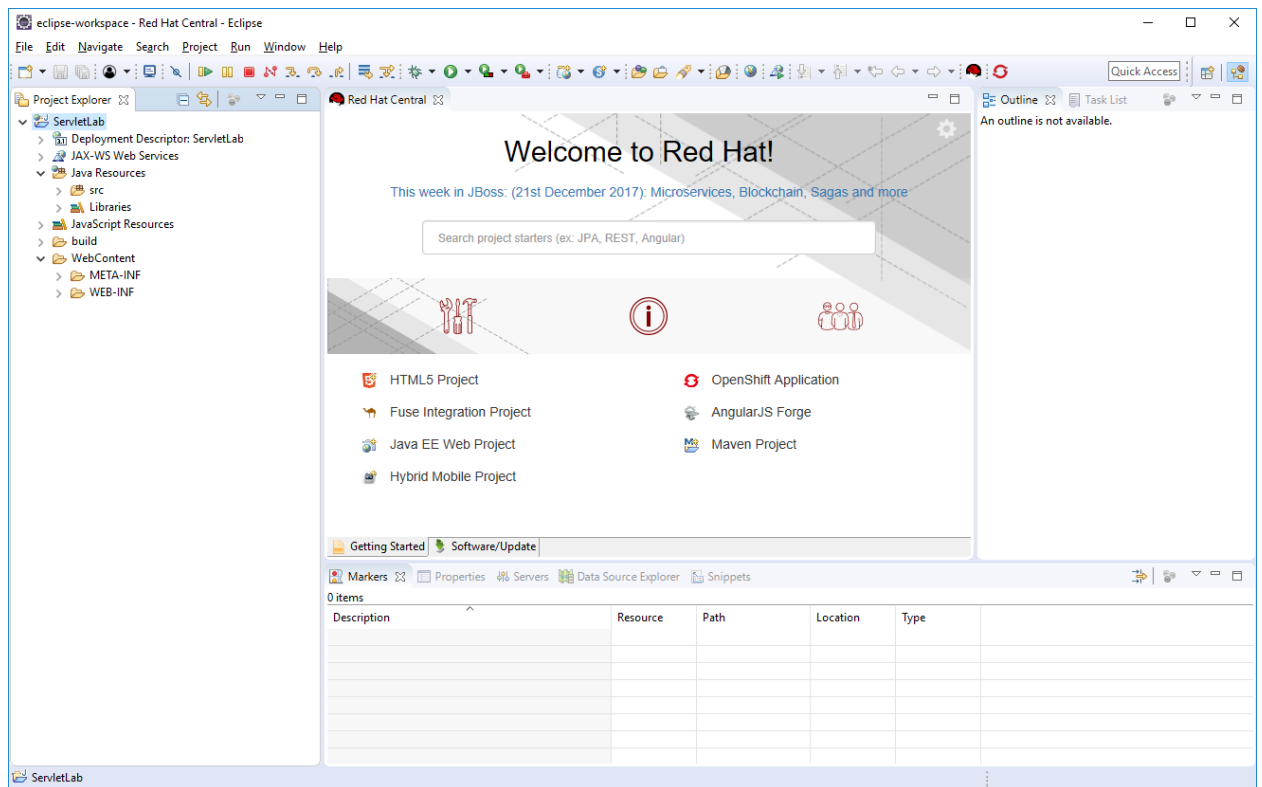 eclipse-workspace - Red Hat Central - Eclipse
File Edit Navigate Search Project Run Window Help
Quick Access
Project Explorer
ServletLab
Deployment Descriptor: ServletLab
JAX-WS Web Services
Java Resources
src
Libraries
JavaScript Resources
build
WebContent
META-INF
WEB-INF
Red Hat Central
Welcome to Red Hat!
This week in JBoss: (21st December 2017): Microservices, Blockchain, Sagas and more
Search project starters (ex: JPA, REST, Angular)
HTML5 Project
OpenShift Application
Fuse Integration Project
AngularJS Forge
Java EE Web Project
Maven Project
Hybrid Mobile Project
Getting Started Software/Update
Outline Task List
An outline is not available.
Markers Properties Servers Data Source Explorer Snippets
0 items
Description Resource Path Location Type
ServletLab